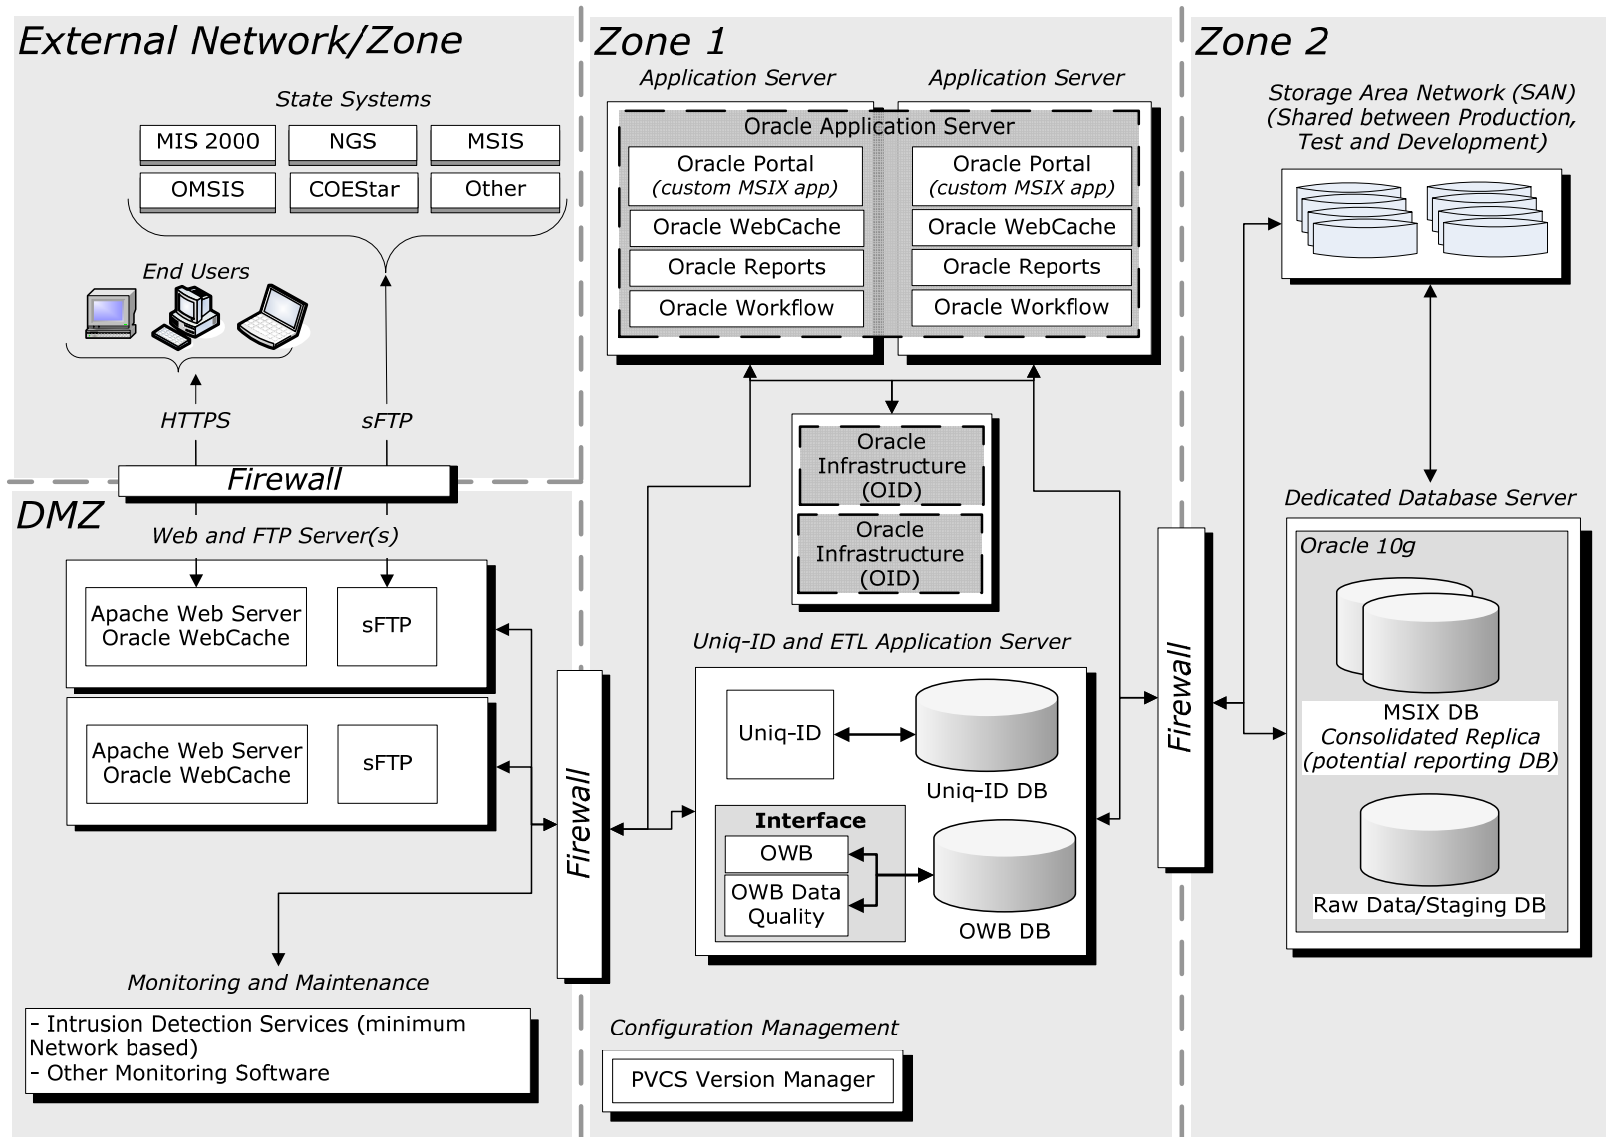 External Network/Zone
State Systems
MIS 2000
NGS
MSIS
OMSIS
COEStar
Other
End Users
HTTPS
sFTP
Firewall
DMZ
Web and FTP Server(s)
Apache Web Server
Oracle WebCache
sFTP
Apache Web Server
Oracle WebCache
sFTP
Monitoring and Maintenance
- Intrusion Detection Services (minimum
Network based)
- Other Monitoring Software
Firewall
Zone 1
Application Server
Application Server
Oracle Application Server
Oracle Portal
(custom MSIX app)
Oracle WebCache
Oracle Reports
Oracle Workflow
Oracle Portal
(custom MSIX app)
Oracle WebCache
Oracle Reports
Oracle Workflow
Oracle
Infrastructure
(OID)
Oracle
Infrastructure
(OID)
Uniq-ID and ETL Application Server
Uniq-ID
Uniq-ID DB
Interface
OWB
OWB Data
Quality
OWB DB
Configuration Management
PVCS Version Manager
Firewall
Zone 2
Storage Area Network (SAN)
(Shared between Production,
Test and Development)
Dedicated Database Server
Oracle 10g
MSIX DB
Consolidated Replica
(potential reporting DB)
Raw Data/Staging DB